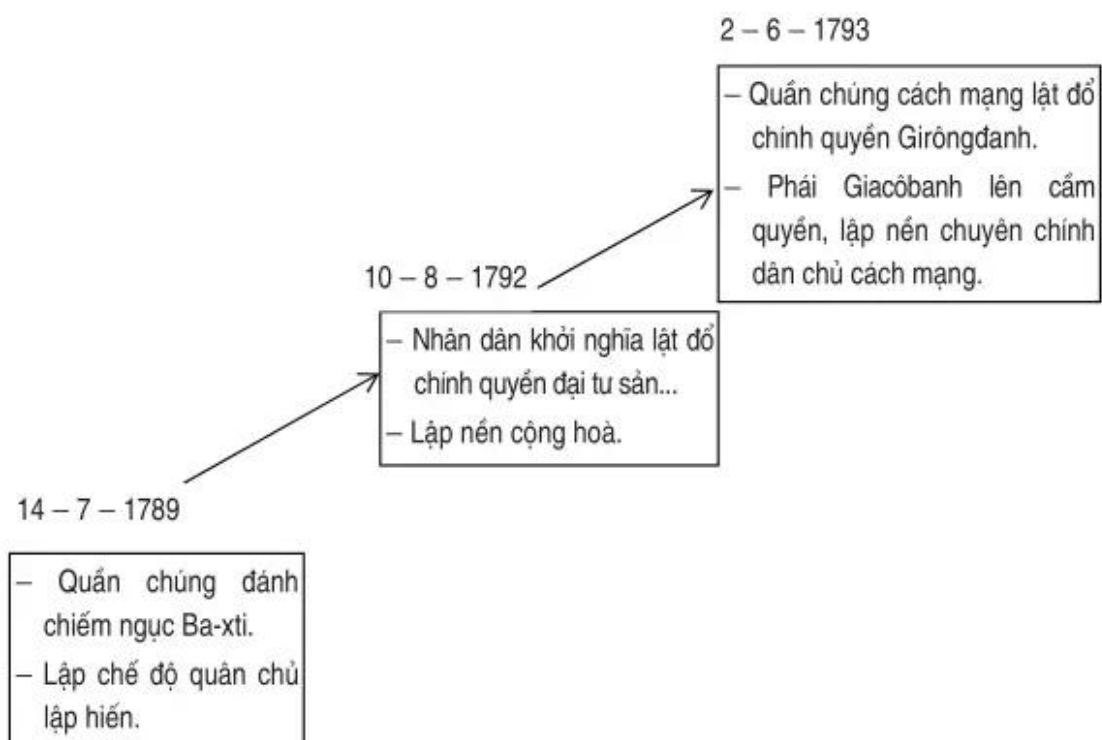 2 – 6 – 1793
– Quần chúng cách mạng lật đổ
chính quyền Girôngđanh.
– Phái Giacôbanh lên cầm
quyền, lập nền chuyên chính
dân chủ cách mạng.
10 – 8 – 1792
– Nhân dân khởi nghĩa lật đổ
chính quyền đại tư sản...
– Lập nền cộng hoà.
14 – 7 – 1789
– Quần chúng đánh
chiếm ngục Ba-xti.
– Lập chế độ quân chủ
lập hiến.